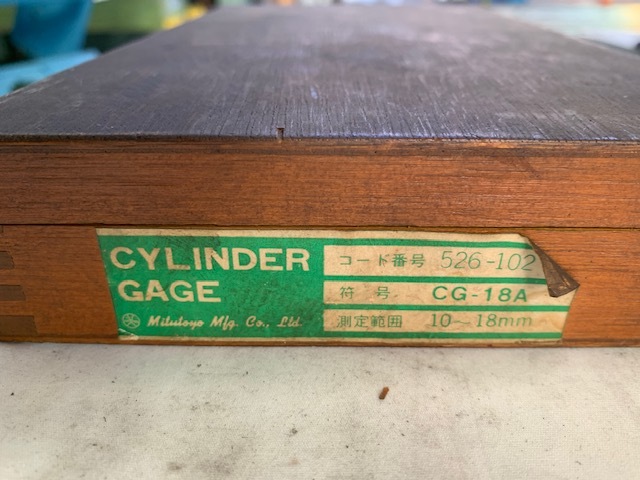 CYLINDER
GAGE
Mitutoyo Mfg. Co., Ltd.
コード番号 526-102
符号 CG-18A
測定範囲 10~18mm